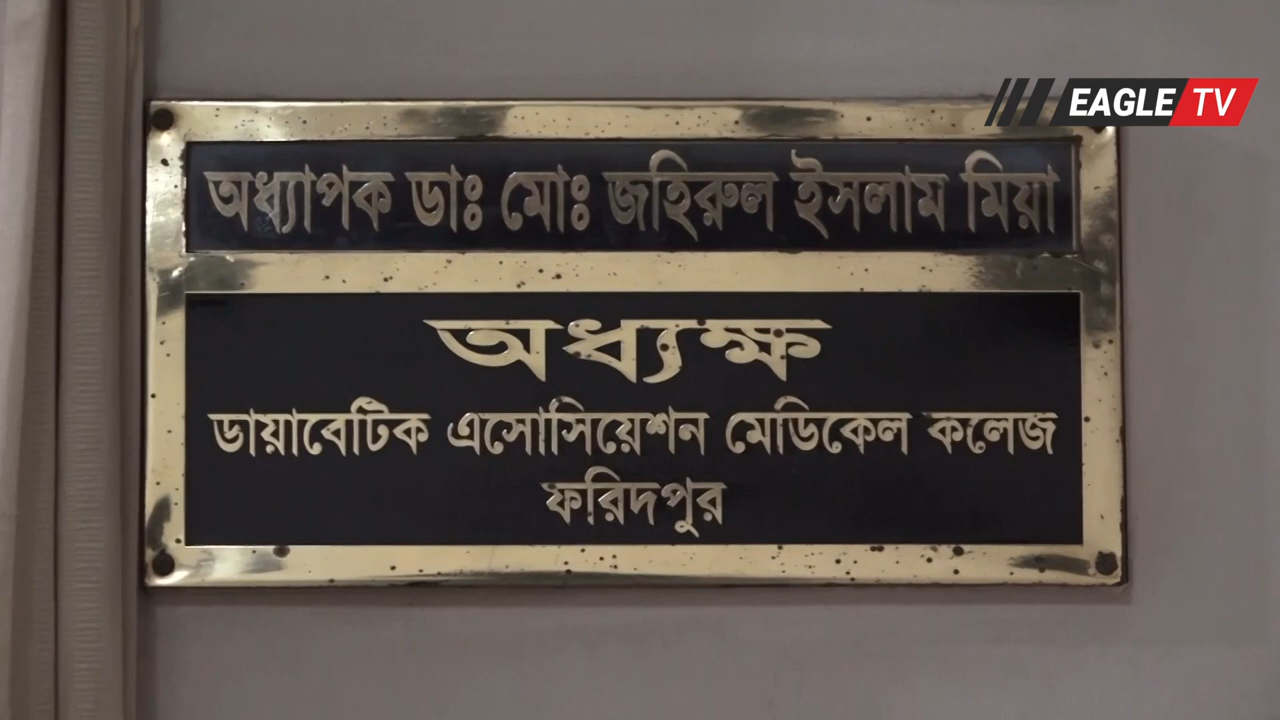 EAGLE TV
অধ্যাপক ডাঃ মোঃ জহিরুল ইসলাম মিয়া
অধ্যক্ষ
ডায়াবেটিক এসোসিয়েশন মেডিকেল কলেজ
ফরিদপুর